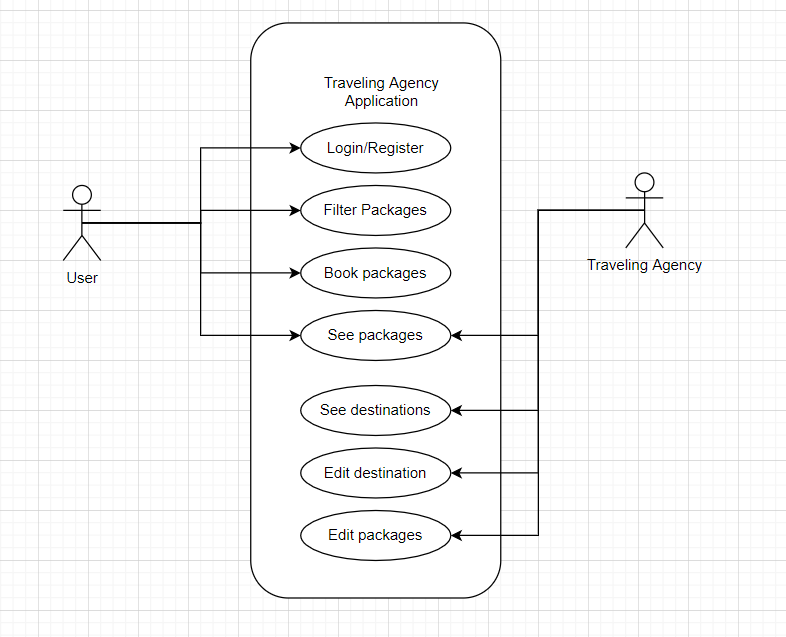 Traveling Agency
Application
Login/Register
Filter Packages
Book packages
See packages
See destinations
Edit destination
Edit packages
User
Traveling Agency